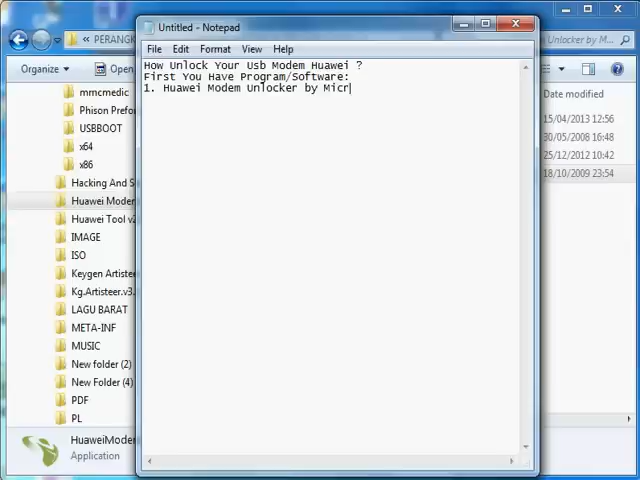 Untitled - Notepad
File Edit Format View Help
How Unlock Your Usb Modem Huawei ?
First You Have Program/Software:
1. Huawei Modem Unlocker by Micr
PERANGK
Unlocker by M...
Organize
Open
Date modified
mmcmedic
Phison Prefor
USBBOOT
x64
x86
Hacking And S
Huawei Moder
Huawei Tool v2
IMAGE
ISO
Keygen Artisteer
Kg.Artisteer.v3.
LAGU BARAT
META-INF
MUSIC
New folder (2)
New Folder (4)
PDF
PL
15/04/2013 12:56
30/05/2008 16:48
25/12/2012 10:42
18/10/2009 23:54
HuaweiModer
Application